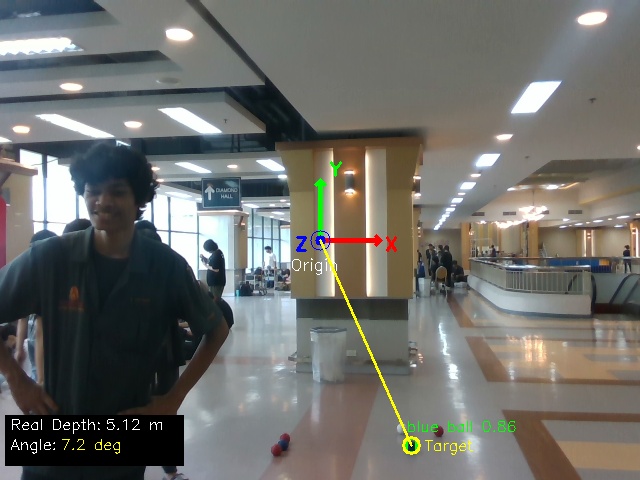 DIAMOND
HALL
Y
Z
X
Origin
blue ball 0.86
Target
Real Depth: 5.12 m
Angle: 7.2 deg